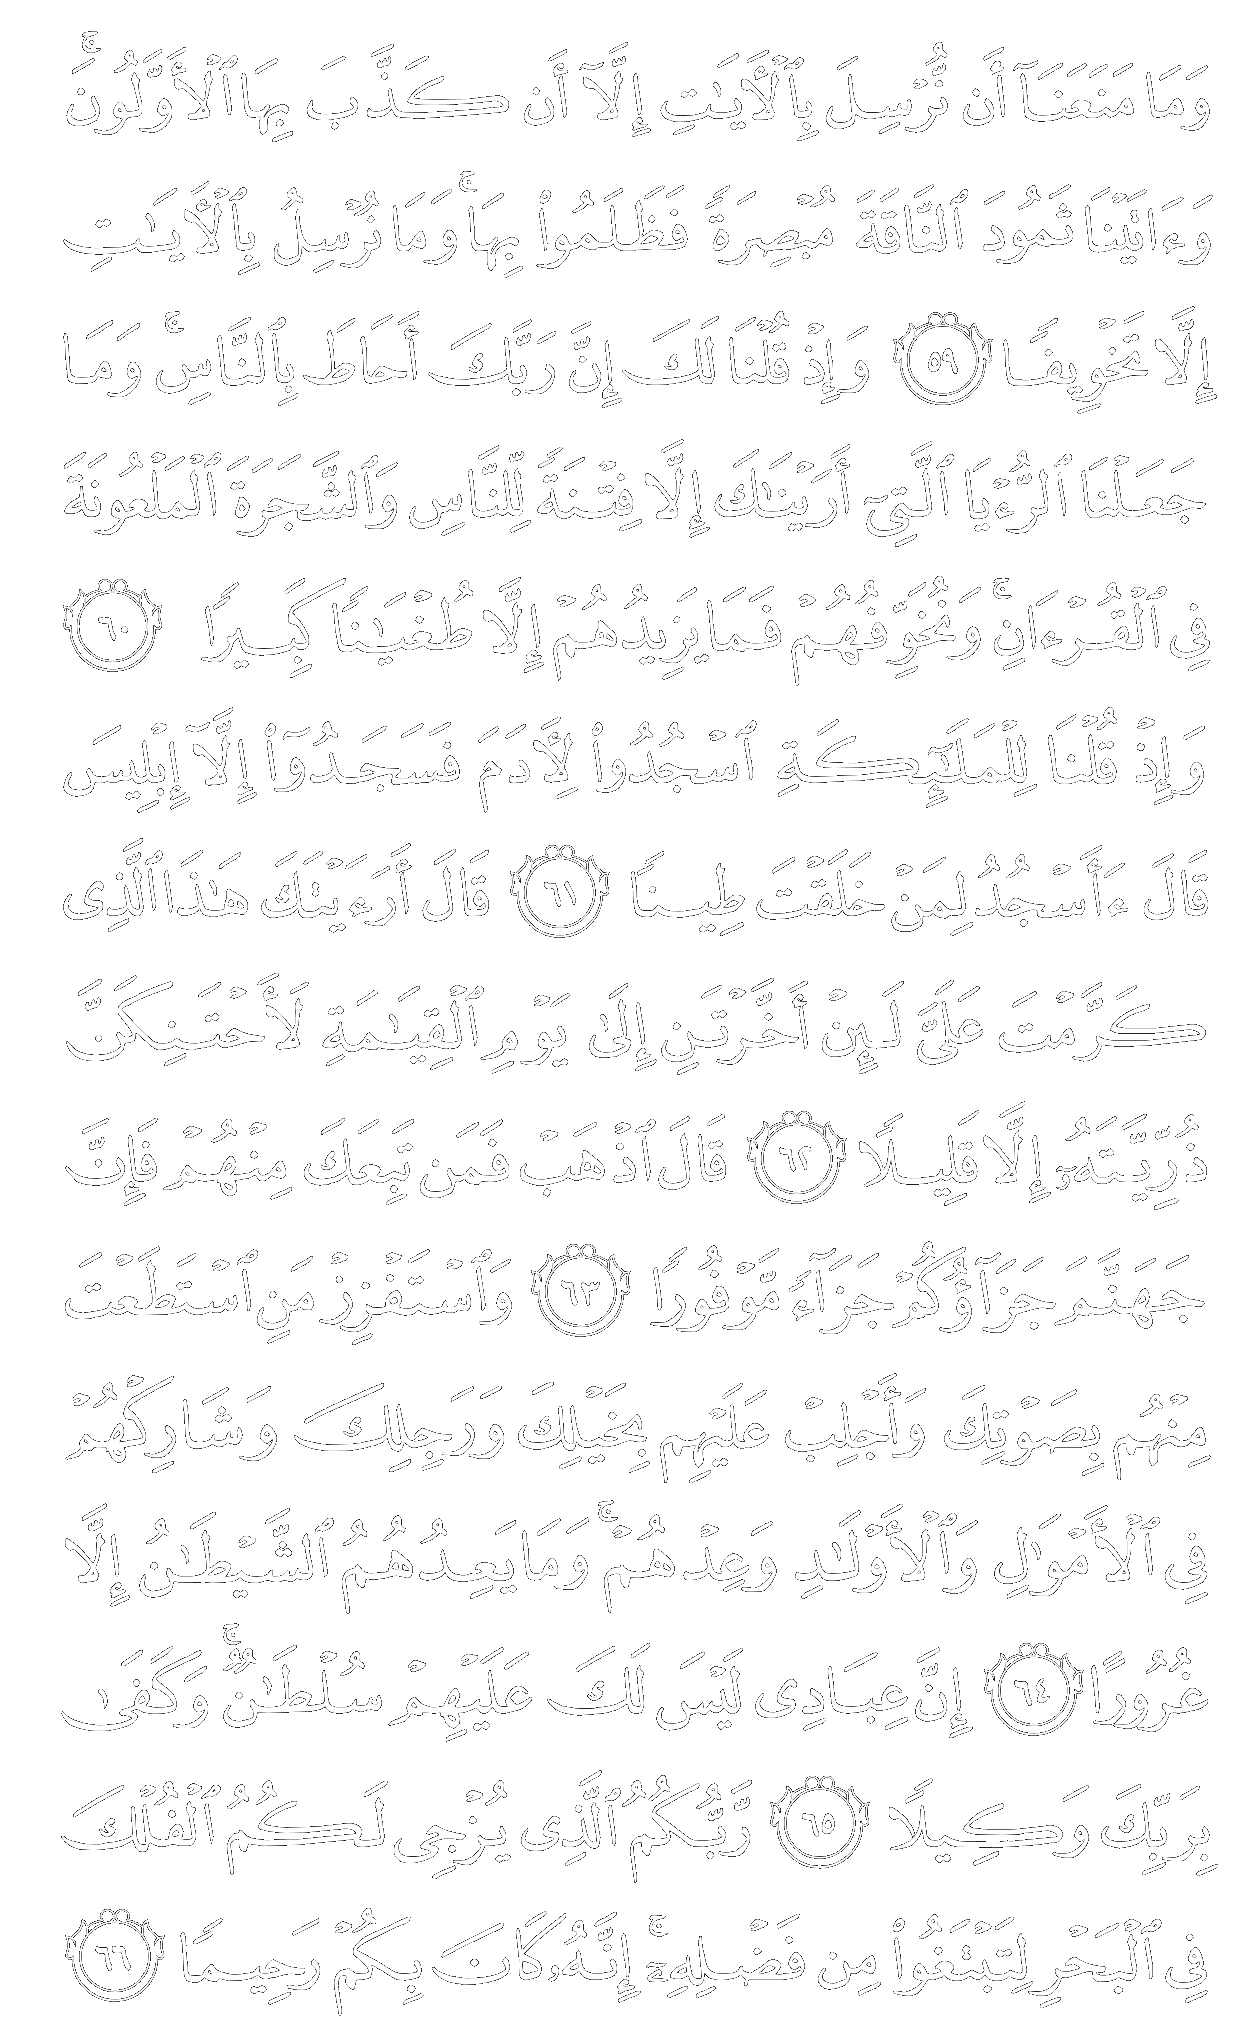 وَمَا مَنَعَنَآ أَن نُّرْسِلَ بِٱلْأَيَٰتِ إِلَّآ أَن كَذَّبَ بِهَا ٱلْأَوَّلُونَ ۚ
وَءَاتَيْنَا ثَمُودَ ٱلنَّاقَةَ مُبْصِرَةً فَظَلَمُوا۟ بِهَا ۚ وَمَا نُرْسِلُ بِٱلْأَيَٰتِ
إِلَّا تَخْوِيفًا ٥٩ وَإِذْ قُلْنَا لَكَ إِنَّ رَبَّكَ أَحَاطَ بِٱلنَّاسِ ۚ وَمَا
جَعَلْنَا ٱلرُّءْيَا ٱلَّتِىٓ أَرَيْنَٰكَ إِلَّا فِتْنَةً لِّلنَّاسِ وَٱلشَّجَرَةَ ٱلْمَلْعُونَةَ
فِى ٱلْقُرْءَانِ ۚ وَنُخَوِّفُهُمْ فَمَا يَزِيدُهُمْ إِلَّا طُغْيَٰنًا كَبِيرًا ٦٠
وَإِذْ قُلْنَا لِلْمَلَٰٓئِكَةِ ٱسْجُدُوا۟ لِأَدَمَ فَسَجَدُوٓا۟ إِلَّآ إِبْلِيسَ
قَالَ ءَأَسْجُدُ لِمَنْ خَلَقْتَ طِينًا ٦١ قَالَ أَرَءَيْتَكَ هَٰذَا ٱلَّذِى
كَرَّمْتَ عَلَىَّ لَئِنْ أَخَّرْتَنِ إِلَىٰ يَوْمِ ٱلْقِيَٰمَةِ لَأَحْتَنِكَنَّ
ذُرِّيَّتَهُۥٓ إِلَّا قَلِيلًا ٦٢ قَالَ ٱذْهَبْ فَمَن تَبِعَكَ مِنْهُمْ فَإِنَّ
جَهَنَّمَ جَزَآؤُكُمْ جَزَآءً مَّوْفُورًا ٦٣ وَٱسْتَفْزِزْ مَنِ ٱسْتَطَعْتَ
مِنْهُم بِصَوْتِكَ وَأَجْلِبْ عَلَيْهِم بِخَيْلِكَ وَرَجِلِكَ وَشَارِكْهُمْ
فِى ٱلْأَمْوَٰلِ وَٱلْأَوْلَٰدِ وَعِدْهُمْ ۚ وَمَا يَعِدُهُمُ ٱلشَّيْطَٰنُ إِلَّا
غُرُورًا ٦٤ إِنَّ عِبَادِى لَيْسَ لَكَ عَلَيْهِمْ سُلْطَٰنٌ ۚ وَكَفَىٰ
بِرَبِّكَ وَكِيلًا ٦٥ رَّبُّكُمُ ٱلَّذِى يُزْجِى لَكُمُ ٱلْفُلْكَ
فِى ٱلْبَحْرِ لِتَبْتَغُوا۟ مِن فَضْلِهِۦٓ ۚ إِنَّهُۥ كَانَ بِكُمْ رَحِيمًا ٦٦